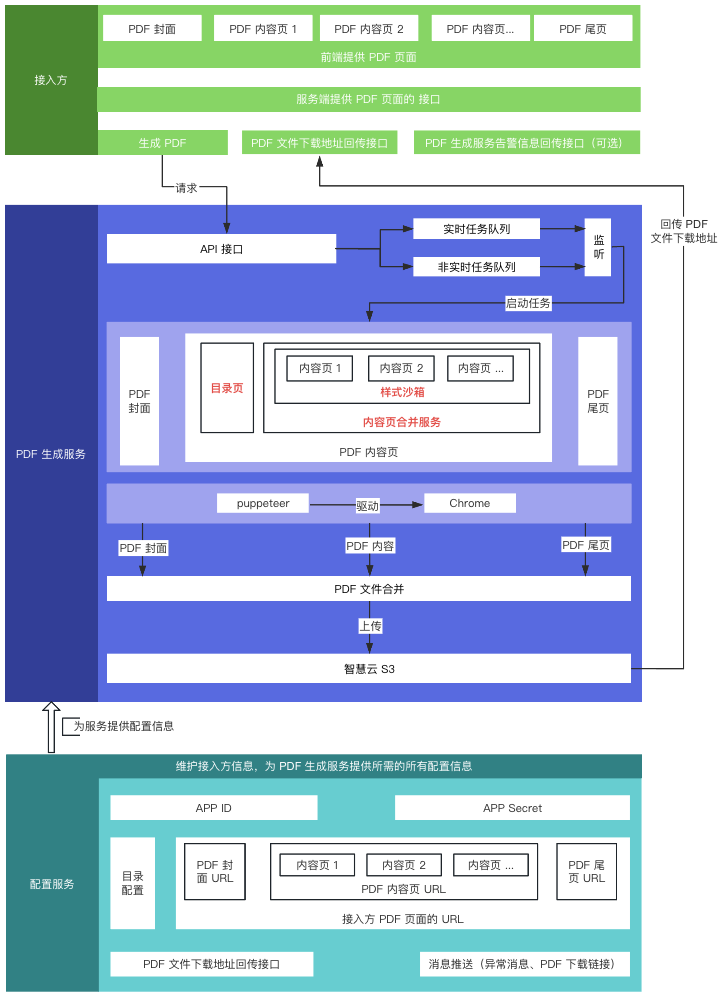 PDF 封面
PDF 内容页 1
PDF 内容页 2
PDF 内容页...
PDF 尾页
前端提供 PDF 页面
接入方
服务端提供 PDF 页面的 接口
生成 PDF
PDF 文件下载地址回传接口
PDF 生成服务告警信息回传接口（可选）
请求
回传 PDF
文件下载地址
API 接口
实时任务队列
非实时任务队列
监
听
启动任务
PDF
封面
目录页
内容页 1
内容页 2
内容页 ...
样式沙箱
内容页合并服务
PDF 内容页
PDF
尾页
PDF 生成服务
puppeteer
驱动
Chrome
PDF 封面
PDF 内容
PDF 尾页
PDF 文件合并
上传
智慧云 S3
为服务提供配置信息
维护接入方信息，为 PDF 生成服务提供所需的所有配置信息
APP ID
APP Secret
配置服务
目录
配置
PDF 封
面 URL
内容页 1
内容页 2
内容页 ...
PDF 内容页 URL
PDF 尾
页 URL
接入方 PDF 页面的 URL
PDF 文件下载地址回传接口
消息推送（异常消息、PDF 下载链接）